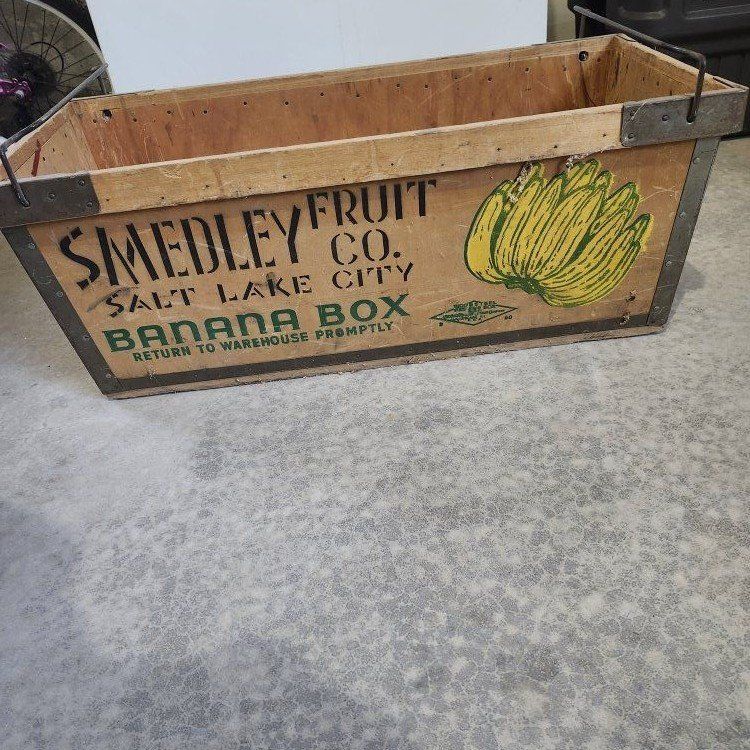 SMEDLEY FRUIT CO.
SALT LAKE CITY
BANANA BOX
RETURN TO WAREHOUSE PROMPTLY